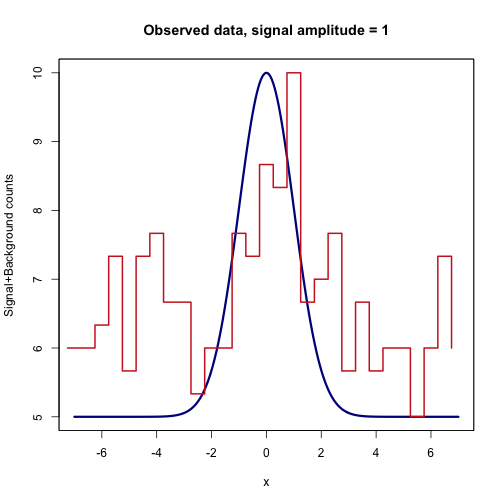 Observed data, signal amplitude = 1
Signal+Background counts
10
9
8
7
6
5
-6 -4 -2 0 2 4 6
x